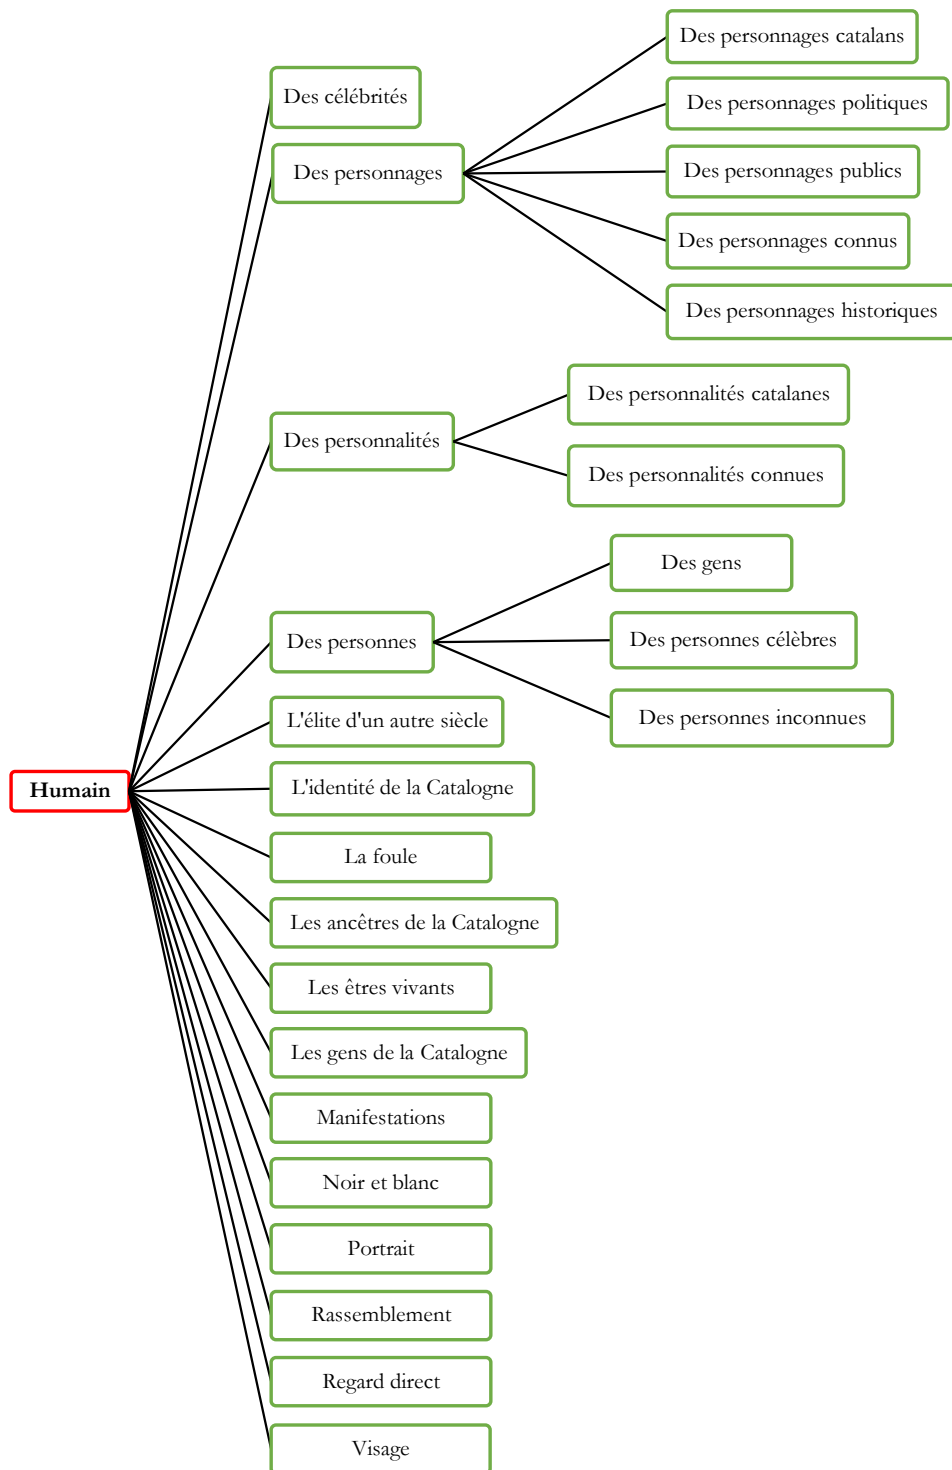 Humain
Des célébrités
Des personnages
Des personnages catalans
Des personnages politiques
Des personnages publics
Des personnages connus
Des personnages historiques
Des personnalités
Des personnalités catalanes
Des personnalités connues
Des personnes
Des gens
Des personnes célèbres
Des personnes inconnues
L'élite d'un autre siècle
L'identité de la Catalogne
La foule
Les ancêtres de la Catalogne
Les êtres vivants
Les gens de la Catalogne
Manifestations
Noir et blanc
Portrait
Rassemblement
Regard direct
Visage